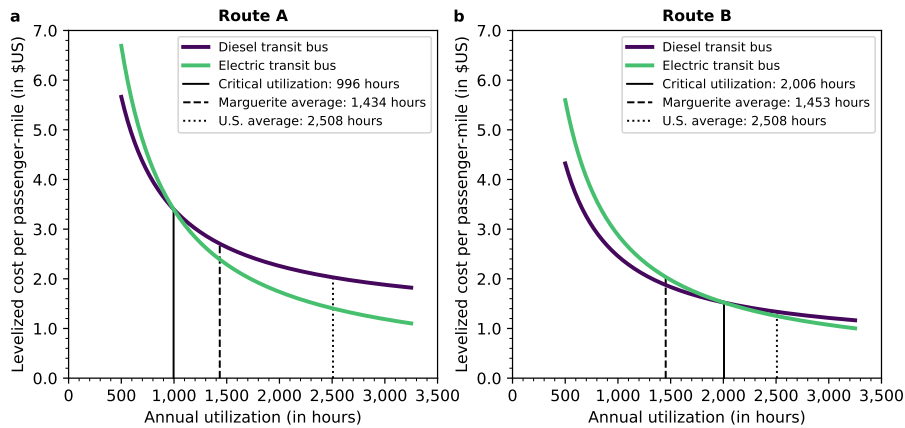 a
Route A
Levelized cost per passenger-mile (in $US)
7.0
6.0
5.0
4.0
3.0
2.0
1.0
0.0
Diesel transit bus
Electric transit bus
Critical utilization: 996 hours
Marguerite average: 1,434 hours
U.S. average: 2,508 hours
0
500
1,000
1,500
2,000
2,500
3,000
3,500
Annual utilization (in hours)
b
Route B
Levelized cost per passenger-mile (in $US)
7.0
6.0
5.0
4.0
3.0
2.0
1.0
0.0
Diesel transit bus
Electric transit bus
Critical utilization: 2,006 hours
Marguerite average: 1,453 hours
U.S. average: 2,508 hours
0
500
1,000
1,500
2,000
2,500
3,000
3,500
Annual utilization (in hours)